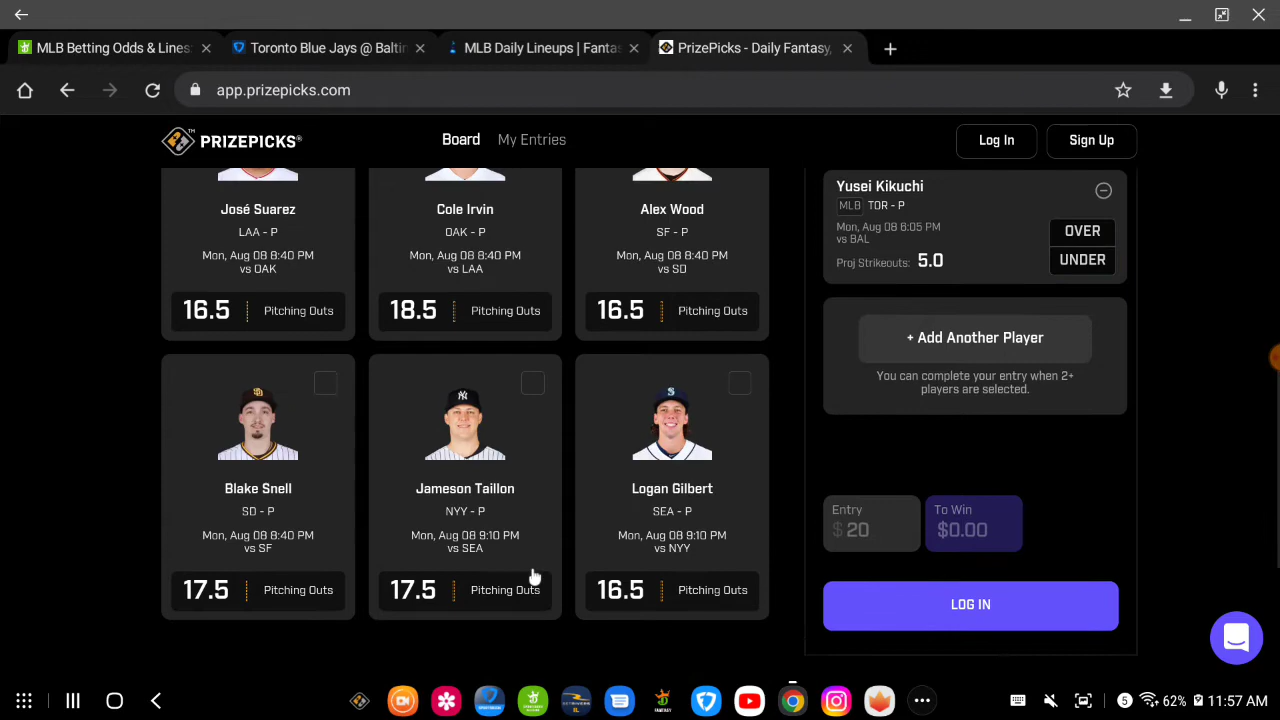 MLB Betting Odds & Lines
Toronto Blue Jays @ Baltin
MLB Daily Lineups | Fantas
PrizePicks - Daily Fantasy,
app.prizepicks.com
PRIZEPICKS®
Board
My Entries
Log In
Sign Up
José Suarez
LAA - P
Mon, Aug 08 8:40 PM
vs OAK
16.5
Pitching Outs
Cole Irvin
OAK - P
Mon, Aug 08 8:40 PM
vs LAA
18.5
Pitching Outs
Alex Wood
SF - P
Mon, Aug 08 8:40 PM
vs SD
16.5
Pitching Outs
Blake Snell
SD - P
Mon, Aug 08 8:40 PM
vs SF
17.5
Pitching Outs
Jameson Taillon
NYY - P
Mon, Aug 08 9:10 PM
vs SEA
17.5
Pitching Outs
Logan Gilbert
SEA - P
Mon, Aug 08 9:10 PM
vs NYY
16.5
Pitching Outs
Yusei Kikuchi
MLB TOR - P
Mon, Aug 08 6:05 PM
vs BAL
Proj Strikeouts: 5.0
OVER
UNDER
+ Add Another Player
You can complete your entry when 2+
players are selected.
Entry
$ 20
To Win
$0.00
LOG IN
5
62%
11:57 AM